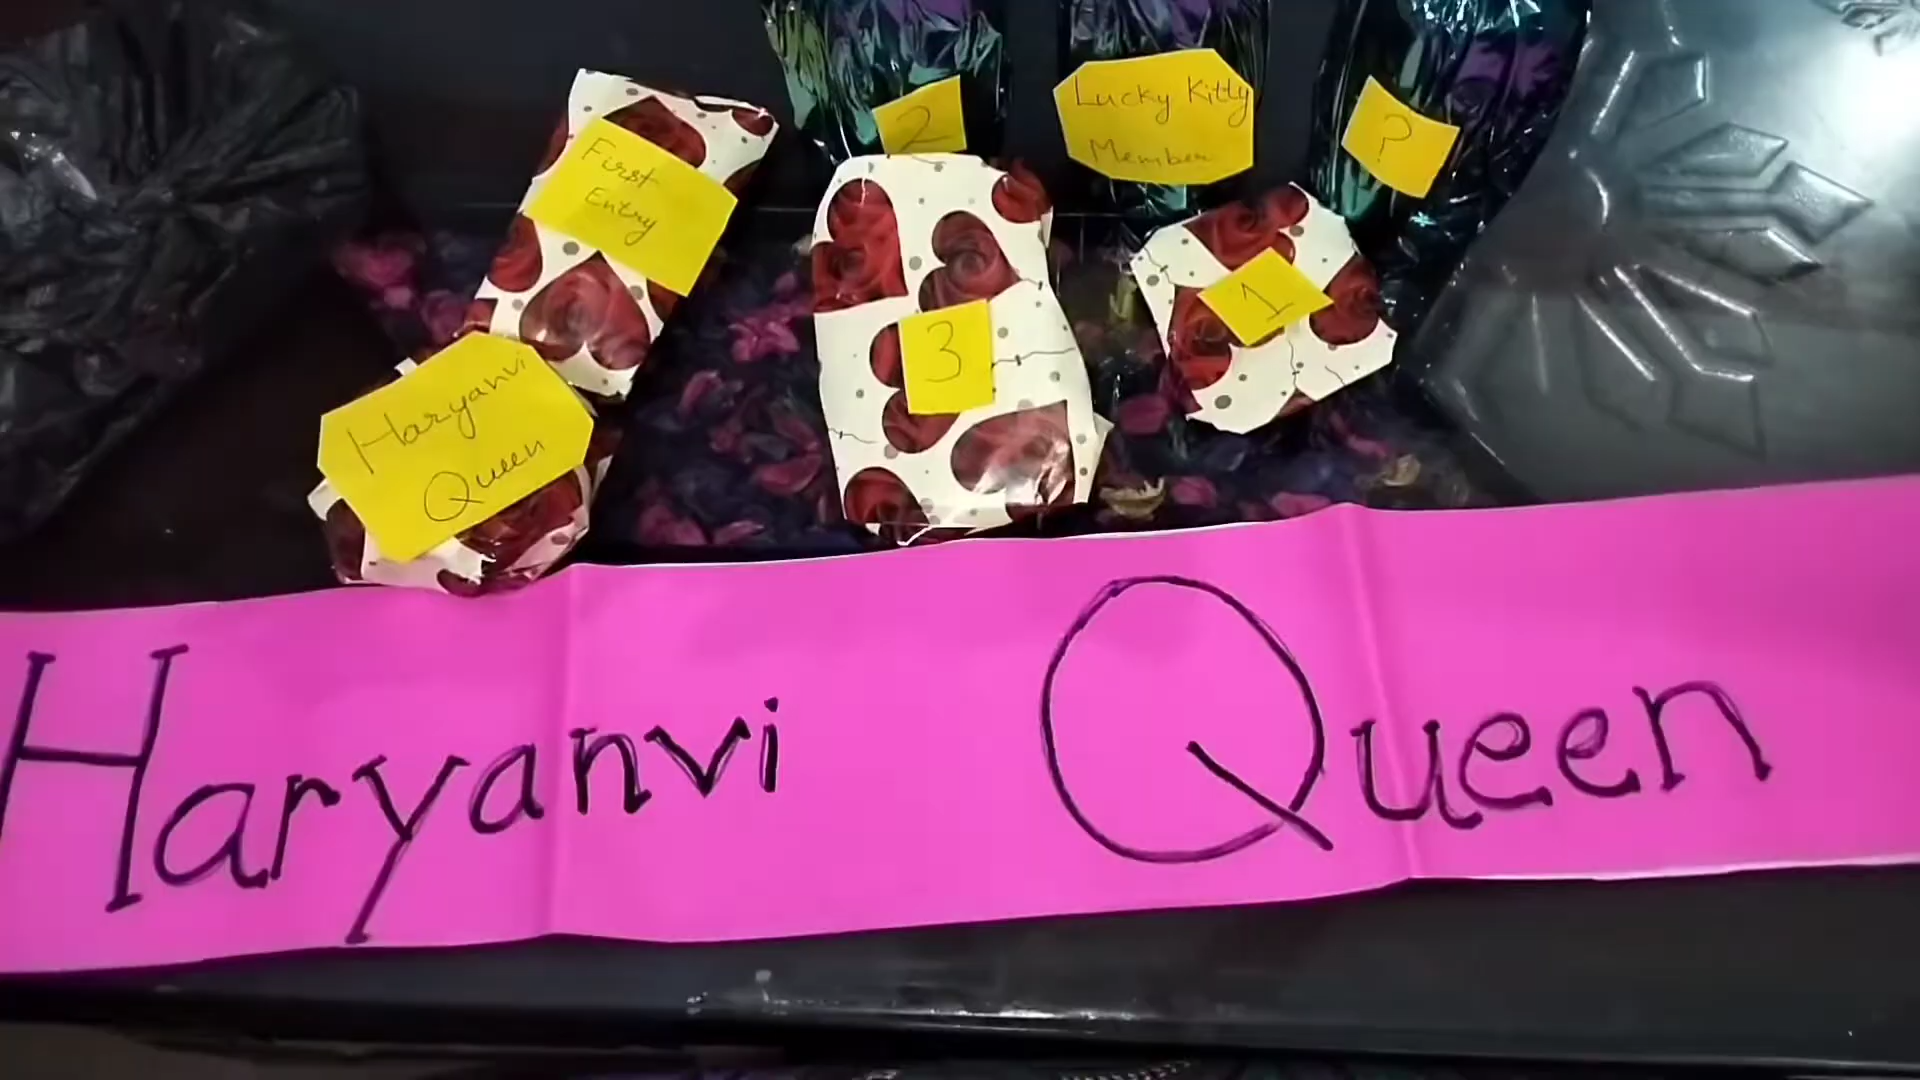 2
Lucky Kitty
Member
?
First
Entry
1
3
Haryanvi
Queen
Haryanvi Queen